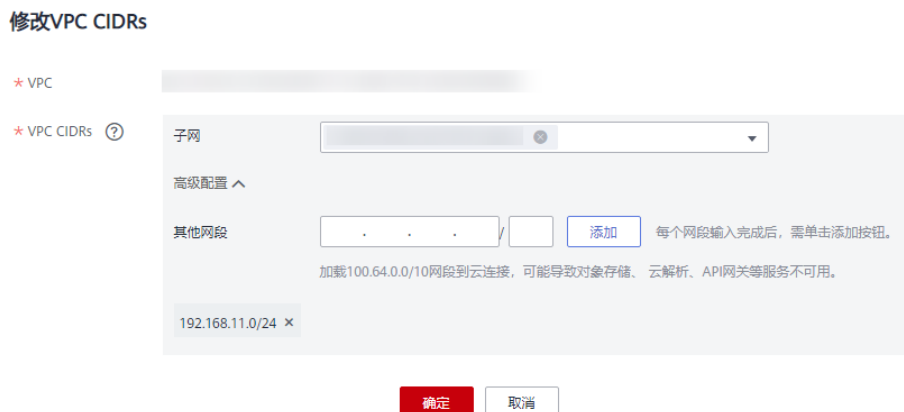 修改VPC CIDRs
* VPC
* VPC CIDRs ?
子网
高级配置
其他网段 . . . / 添加 每个网段输入完成后，需单击添加按钮。
加载100.64.0.0/10网段到云连接，可能导致对象存储、 云解析、API网关等服务不可用。
192.168.11.0/24 ×
确定 取消